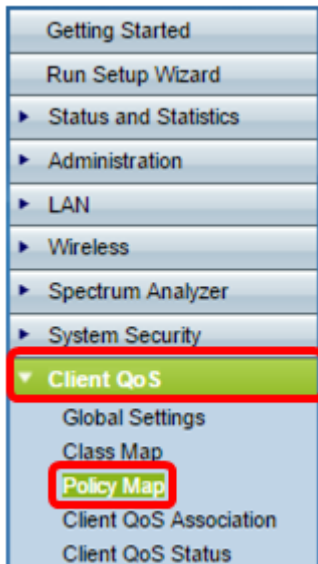 Getting Started
Run Setup Wizard
Status and Statistics
Administration
LAN
Wireless
Spectrum Analyzer
System Security
Client QoS
Global Settings
Class Map
Policy Map
Client QoS Association
Client QoS Status